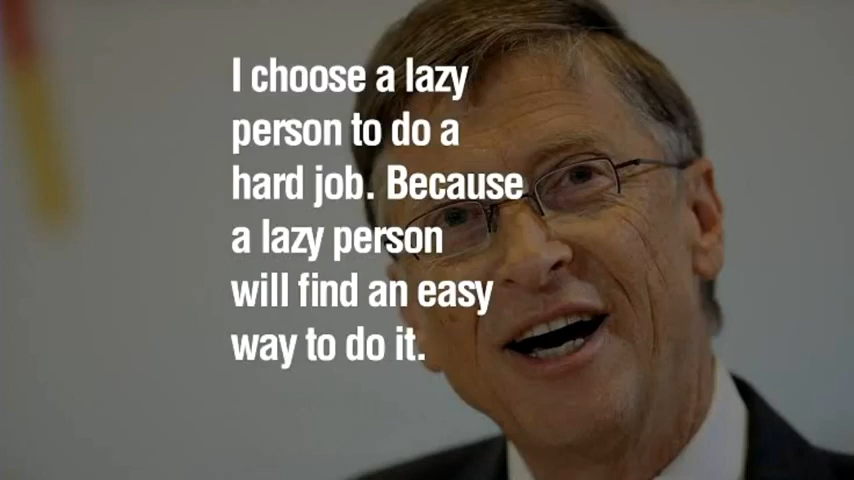 I choose a lazy
person to do a
hard job. Because
a lazy person
will find an easy
way to do it.